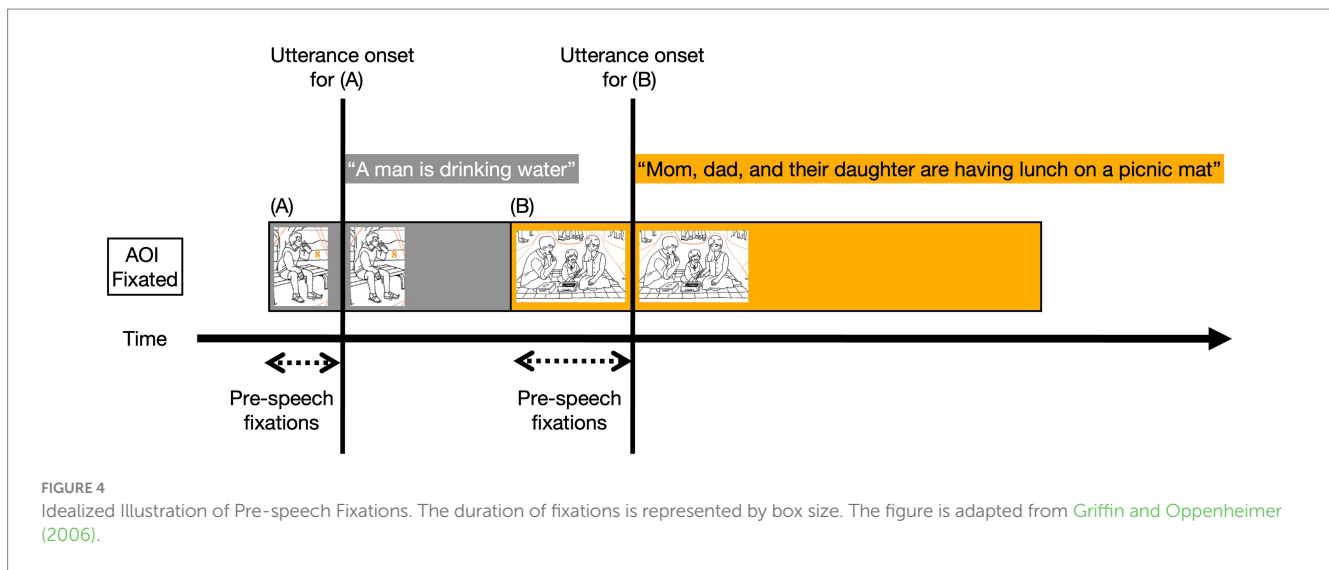 Utterance onset
for (A)
Utterance onset
for (B)
“A man is drinking water”
“Mom, dad, and their daughter are having lunch on a picnic mat”
(A)
(B)
AOI
Fixated
8
8
Time
Pre-speech
fixations
Pre-speech
fixations
FIGURE 4
Idealized Illustration of Pre-speech Fixations. The duration of fixations is represented by box size. The figure is adapted from Griffin and Oppenheimer
(2006).